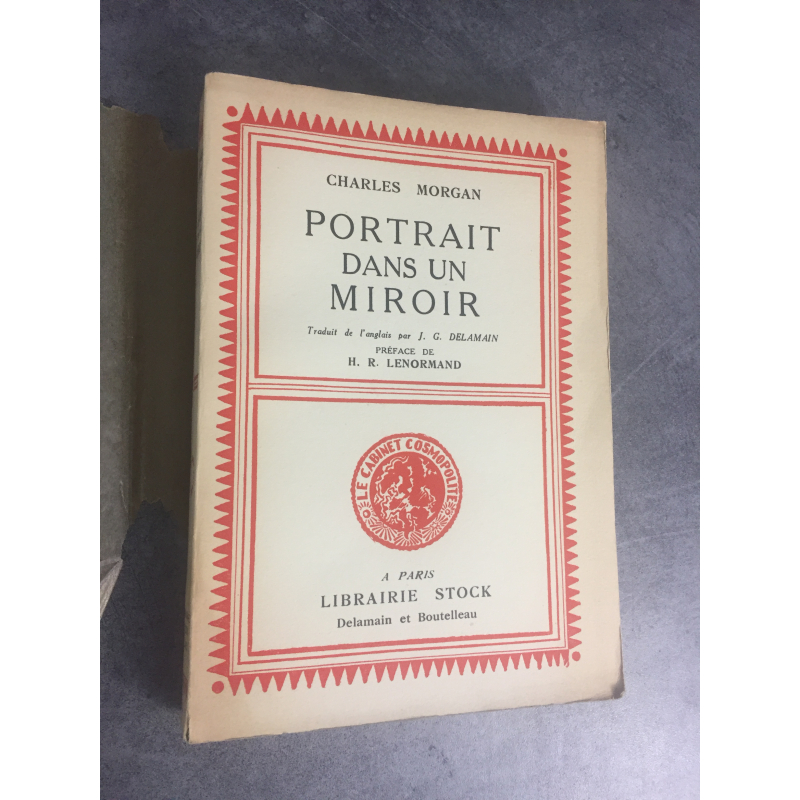 CHARLES MORGAN
PORTRAIT
DANS UN
MIROIR
Traduit de l'anglais par J. G. DELAMAIN
PRÉFACE DE
H. R. LENORMAND
LE CABINET COSMOPOLITE
A PARIS
LIBRAIRIE STOCK
Delamain et Boutelleau